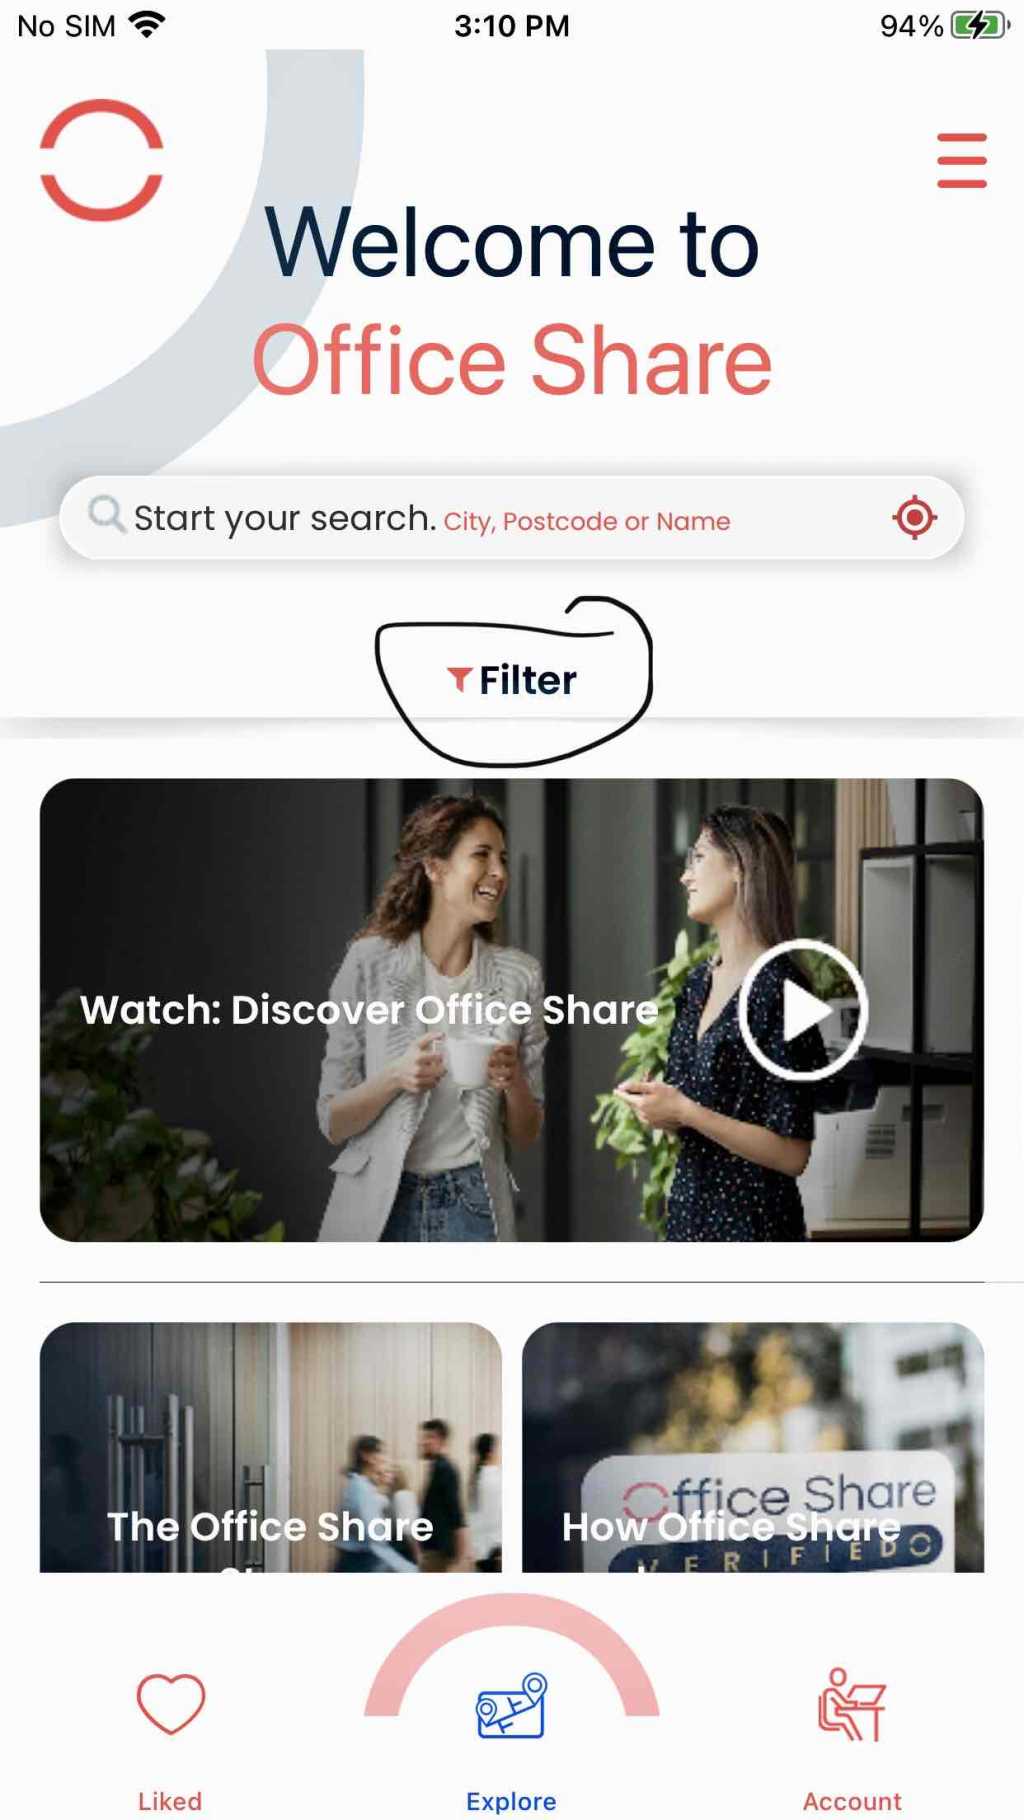 No SIM 3:10 PM 94%
Welcome to
Office Share
Start your search. City, Postcode or Name
Filter
Watch: Discover Office Share
The Office Share
Office Share
How Office Share
VERIFIED
Liked Explore Account